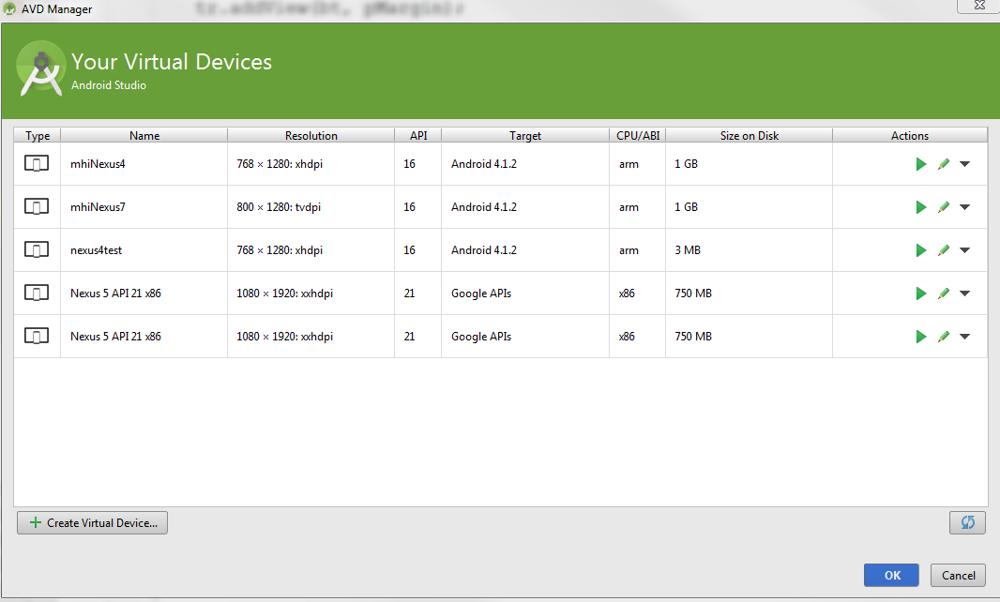 AVD Manager
tr.addView(bt, pMargin);
Your Virtual Devices
Android Studio
Type Name Resolution API Target CPU/ABI Size on Disk Actions
mhiNexus4 768 × 1280: xhdpi 16 Android 4.1.2 arm 1 GB
mhiNexus7 800 × 1280: tvdpi 16 Android 4.1.2 arm 1 GB
nexus4test 768 × 1280: xhdpi 16 Android 4.1.2 arm 3 MB
Nexus 5 API 21 x86 1080 × 1920: xxhdpi 21 Google APIs x86 750 MB
Nexus 5 API 21 x86 1080 × 1920: xxhdpi 21 Google APIs x86 750 MB
Create Virtual Device...
OK Cancel